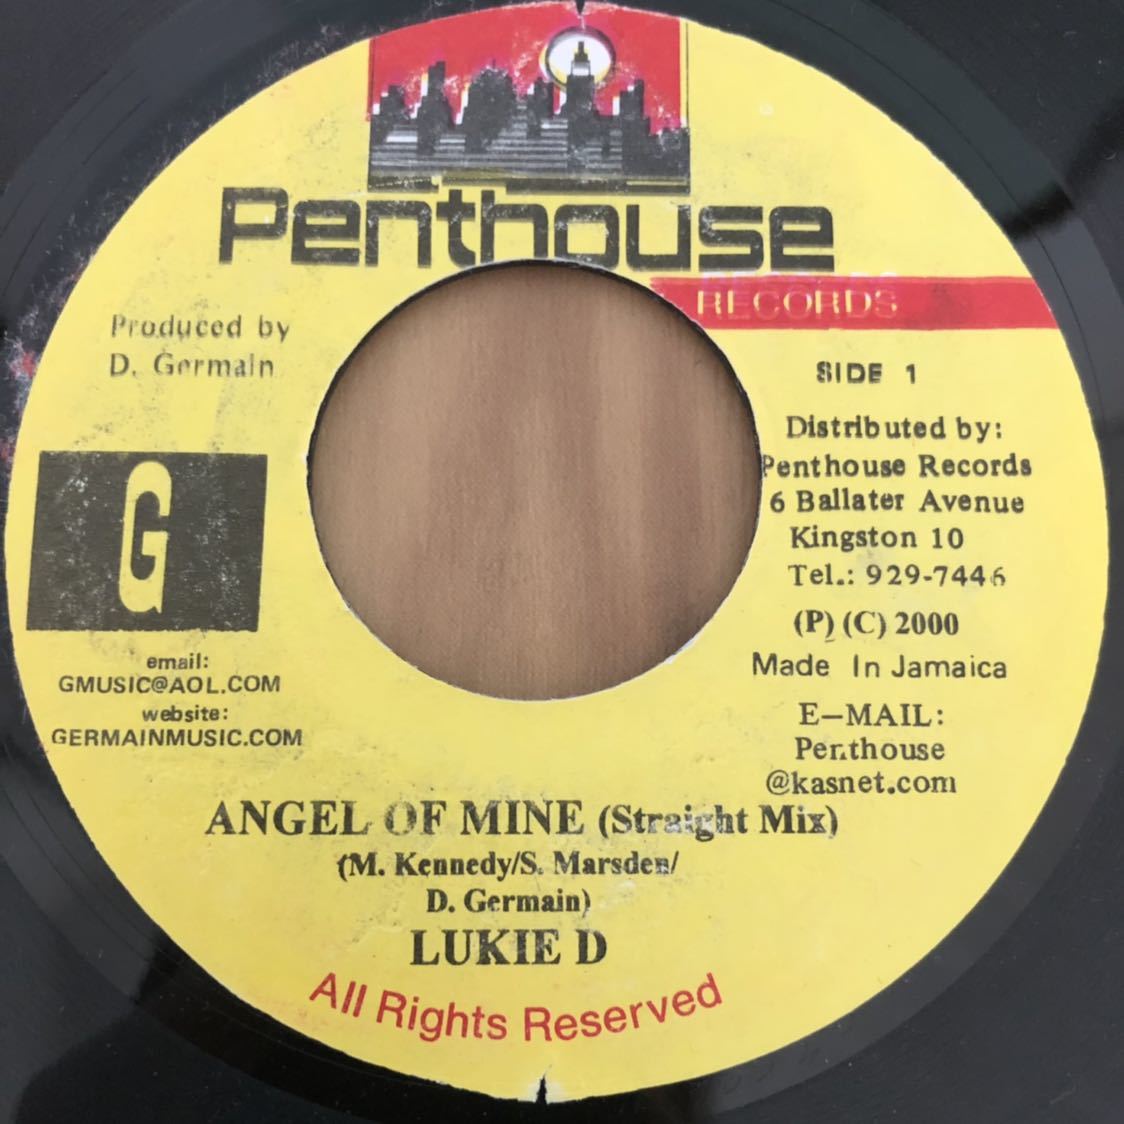 Penthouse
RECORDS
Produced by
D. Germain
G
email:
GMUSIC@AOL.COM
website:
GERMAINMUSIC.COM
SIDE 1
Distributed by:
Penthouse Records
6 Ballater Avenue
Kingston 10
Tel.: 929-7446
(P) (C) 2000
Made In Jamaica
E-MAIL:
Penthouse
@kasnet.com
ANGEL OF MINE (Straight Mix)
(M. Kennedy/S. Marsden/
D. Germain)
LUKIE D
All Rights Reserved